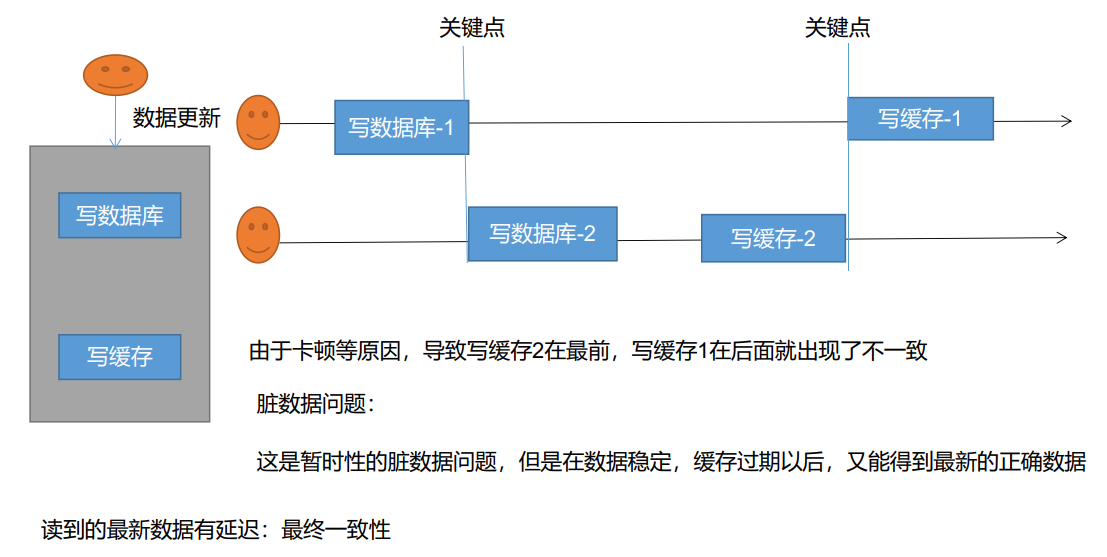 关键点
关键点
数据更新
写数据库-1
写缓存-1
写数据库
写数据库-2
写缓存-2
写缓存
由于卡顿等原因，导致写缓存2在最前，写缓存1在后面就出现了不一致
脏数据问题：
这是暂时性的脏数据问题，但是在数据稳定，缓存过期以后，又能得到最新的正确数据
读到的最新数据有延迟：最终一致性